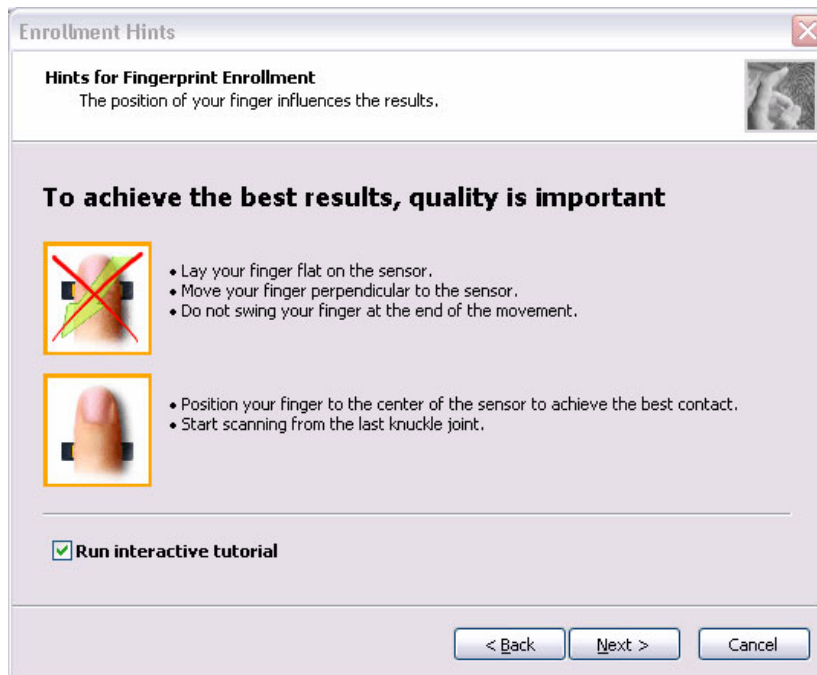 Enrollment Hints
Hints for Fingerprint Enrollment
The position of your finger influences the results.
To achieve the best results, quality is important
• Lay your finger flat on the sensor.
• Move your finger perpendicular to the sensor.
• Do not swing your finger at the end of the movement.
• Position your finger to the center of the sensor to achieve the best contact.
• Start scanning from the last knuckle joint.
Run interactive tutorial
< Back Next > Cancel